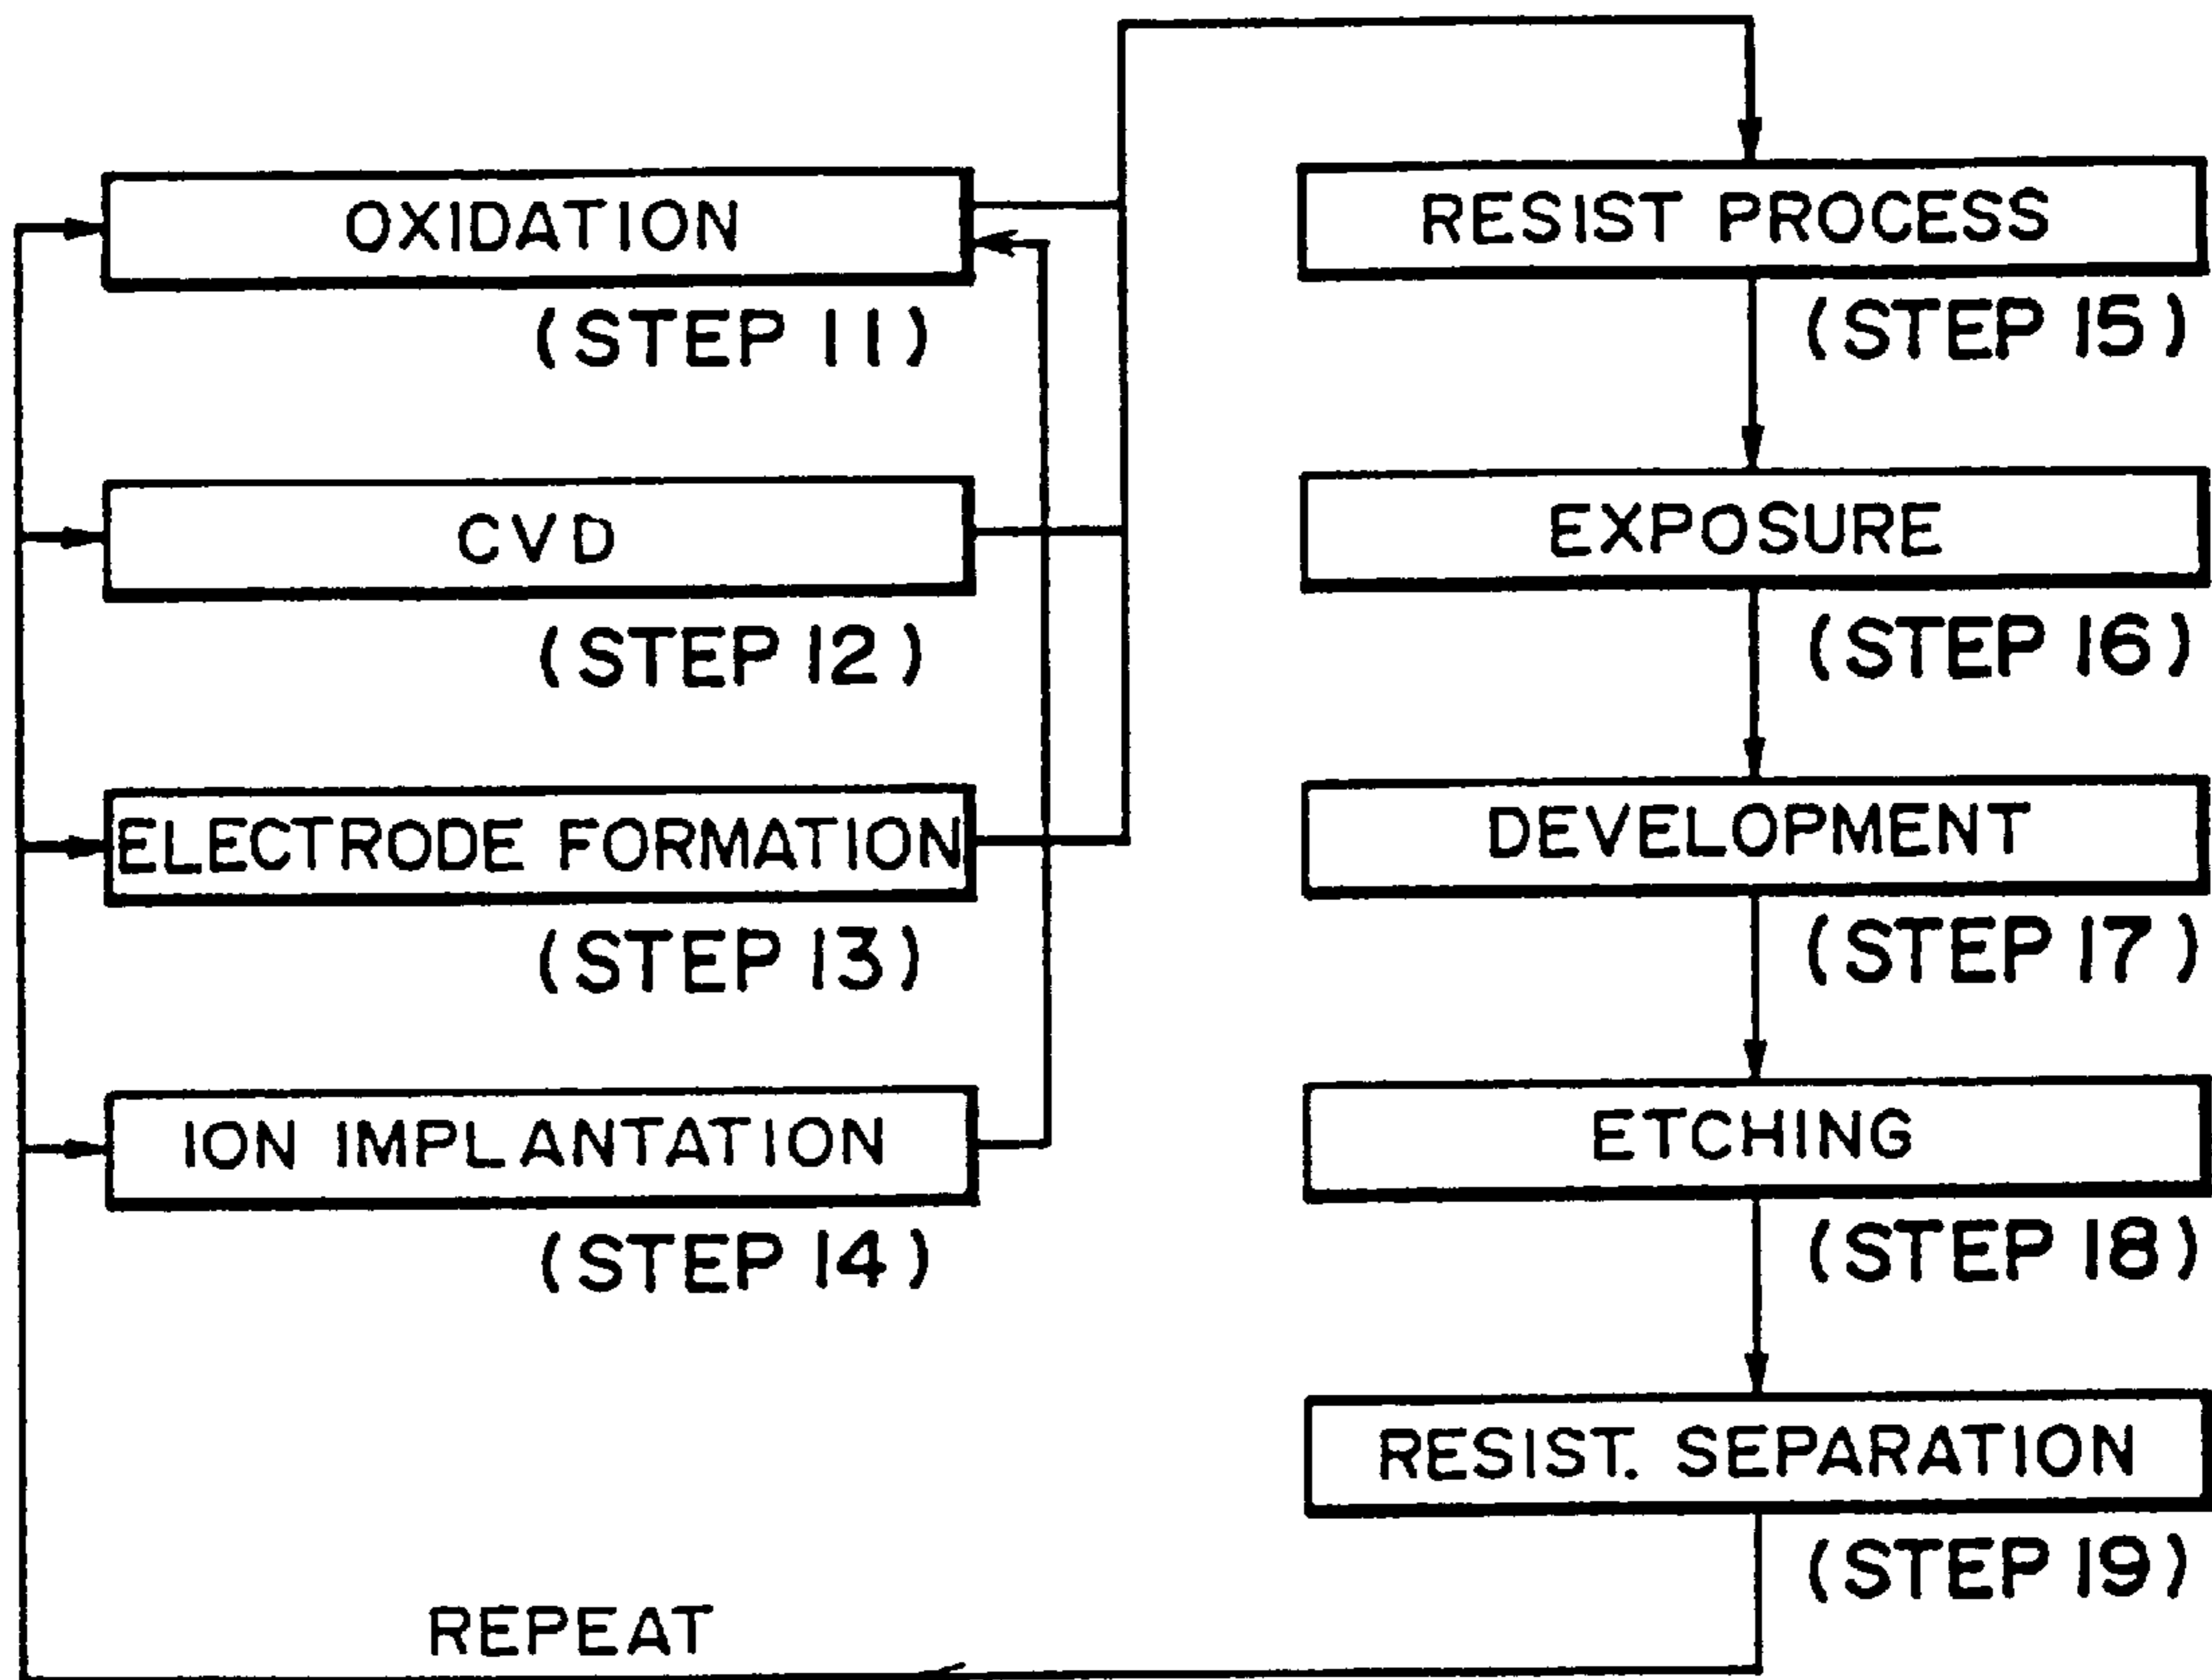 OXIDATION
(STEP 11)
CVD
(STEP 12)
ELECTRODE FORMATION
(STEP 13)
ION IMPLANTATION
(STEP 14)
RESIST PROCESS
(STEP 15)
EXPOSURE
(STEP 16)
DEVELOPMENT
(STEP 17)
ETCHING
(STEP 18)
RESIST. SEPARATION
(STEP 19)
REPEAT